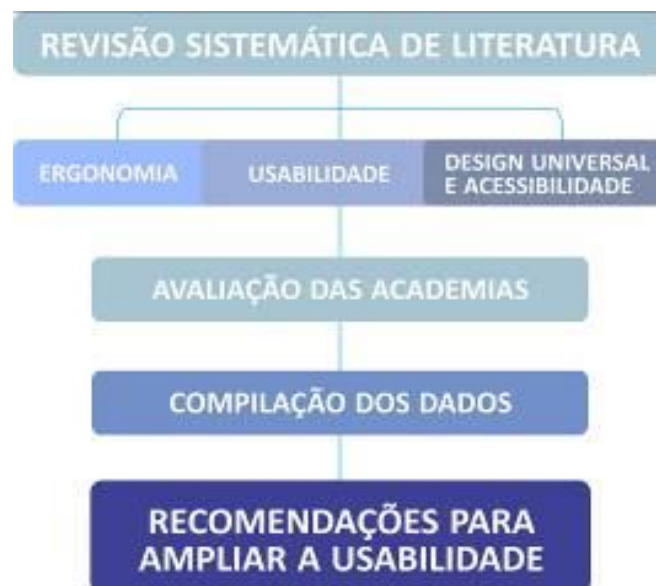 REVISÃO SISTEMÁTICA DE LITERATURA
ERGONOMIA
USABILIDADE
DESIGN UNIVERSAL
E ACESSIBILIDADE
AVALIAÇÃO DAS ACADEMIAS
COMPILAÇÃO DOS DADOS
RECOMENDAÇÕES PARA
AMPLIAR A USABILIDADE